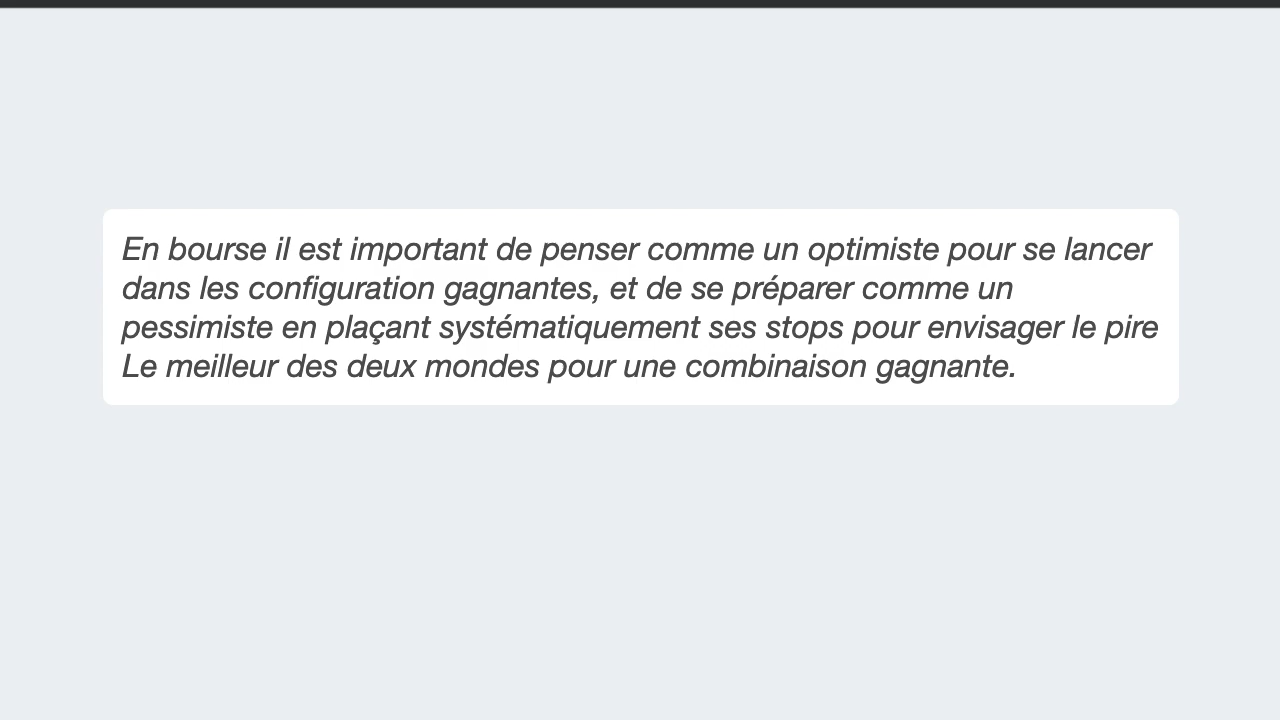 En bourse il est important de penser comme un optimiste pour se lancer
dans les configuration gagnantes, et de se préparer comme un
pessimiste en plaçant systématiquement ses stops pour envisager le pire
Le meilleur des deux mondes pour une combinaison gagnante.